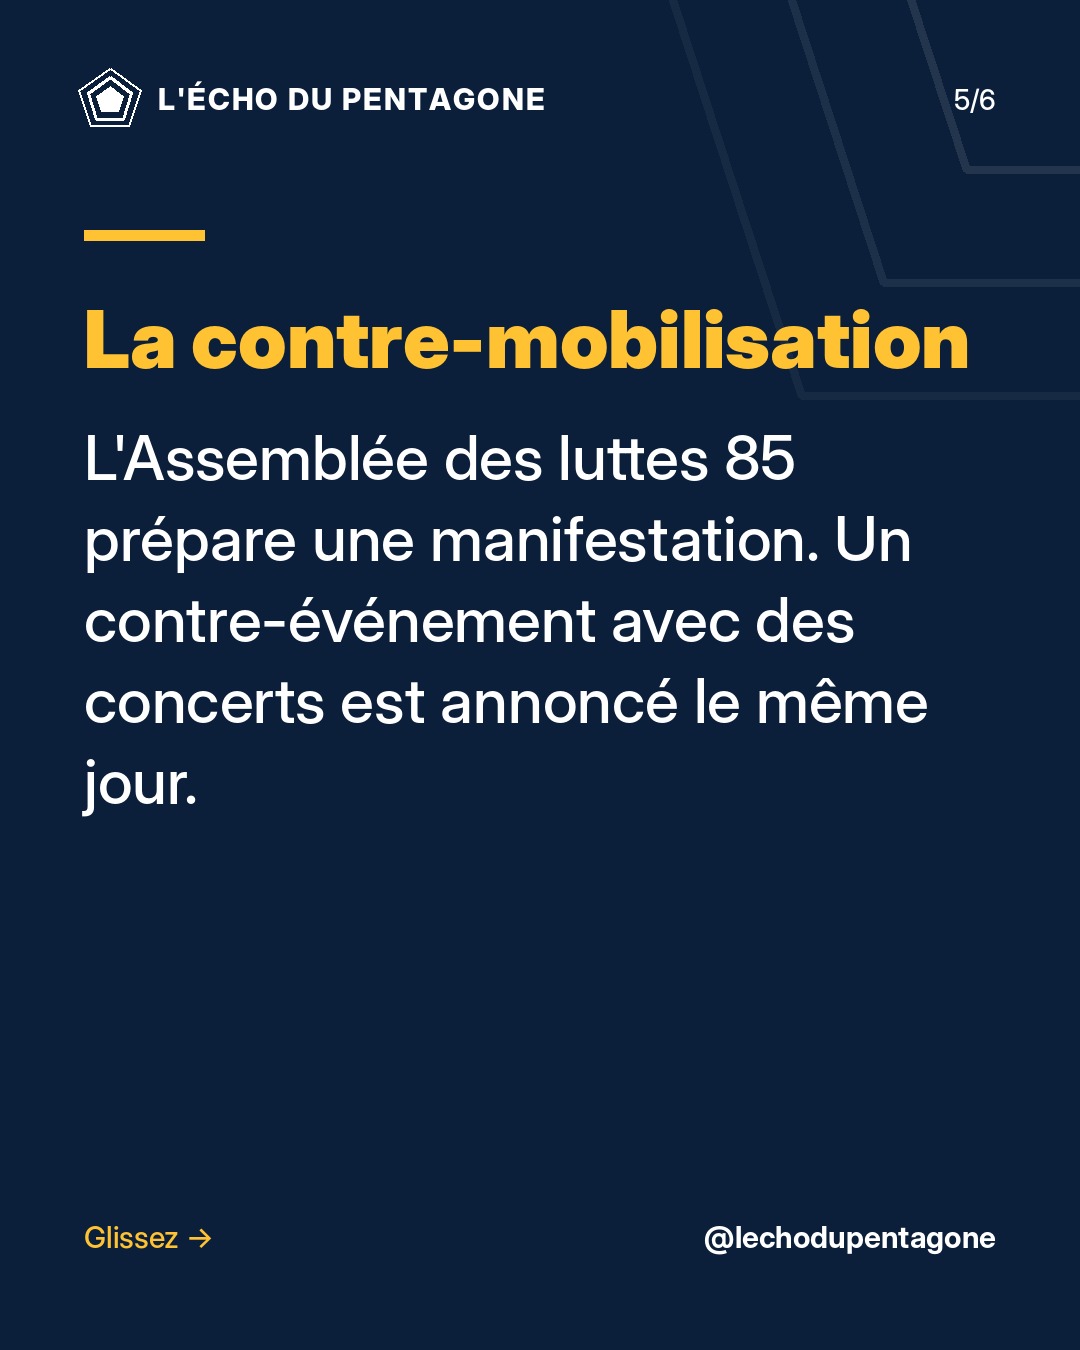 L'ÉCHO DU PENTAGONE
5/6
La contre-mobilisation
L'Assemblée des luttes 85
prépare une manifestation. Un
contre-événement avec des
concerts est annoncé le même
jour.
Glissez →
@lechodupentagone